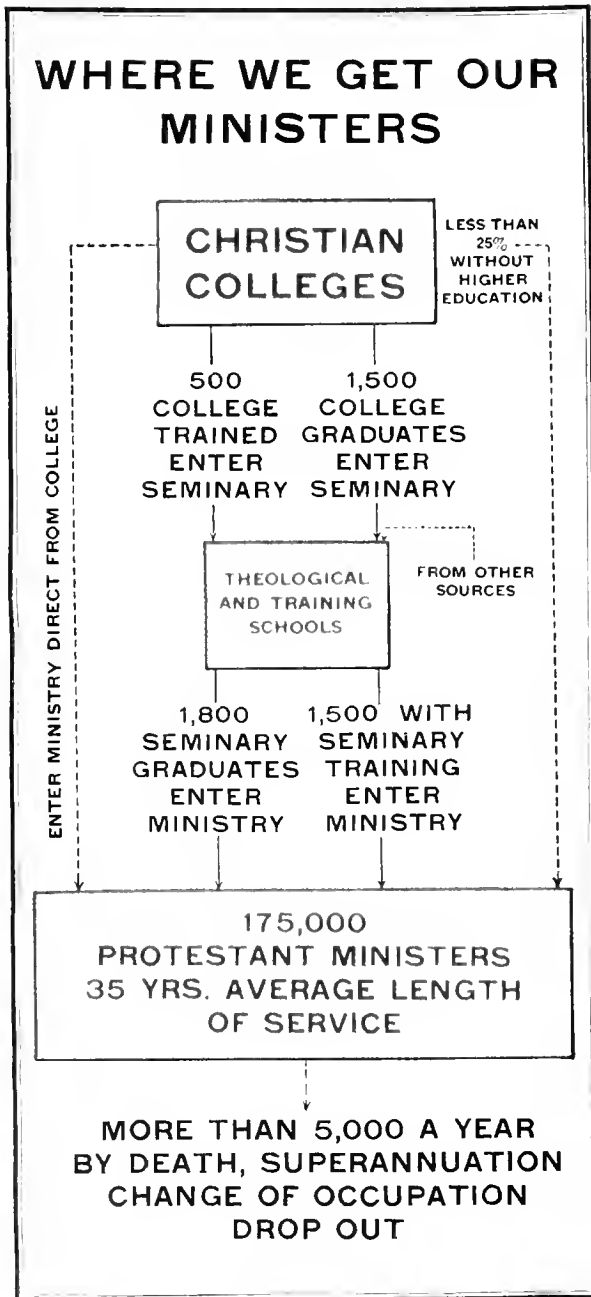 WHERE WE GET OUR
MINISTERS
CHRISTIAN
COLLEGES
LESS THAN
25%
WITHOUT
HIGHER
EDUCATION
500
COLLEGE
TRAINED
ENTER
SEMINARY
1,500
COLLEGE
GRADUATES
ENTER
SEMINARY
ENTER MINISTRY DIRECT FROM COLLEGE
THEOLOGICAL
AND TRAINING
SCHOOLS
FROM OTHER
SOURCES
1,800
SEMINARY
GRADUATES
ENTER
MINISTRY
1,500 WITH
SEMINARY
TRAINING
ENTER
MINISTRY
175,000
PROTESTANT MINISTERS
35 YRS. AVERAGE LENGTH
OF SERVICE
MORE THAN 5,000 A YEAR
BY DEATH, SUPERANNUATION
CHANGE OF OCCUPATION
DROP OUT